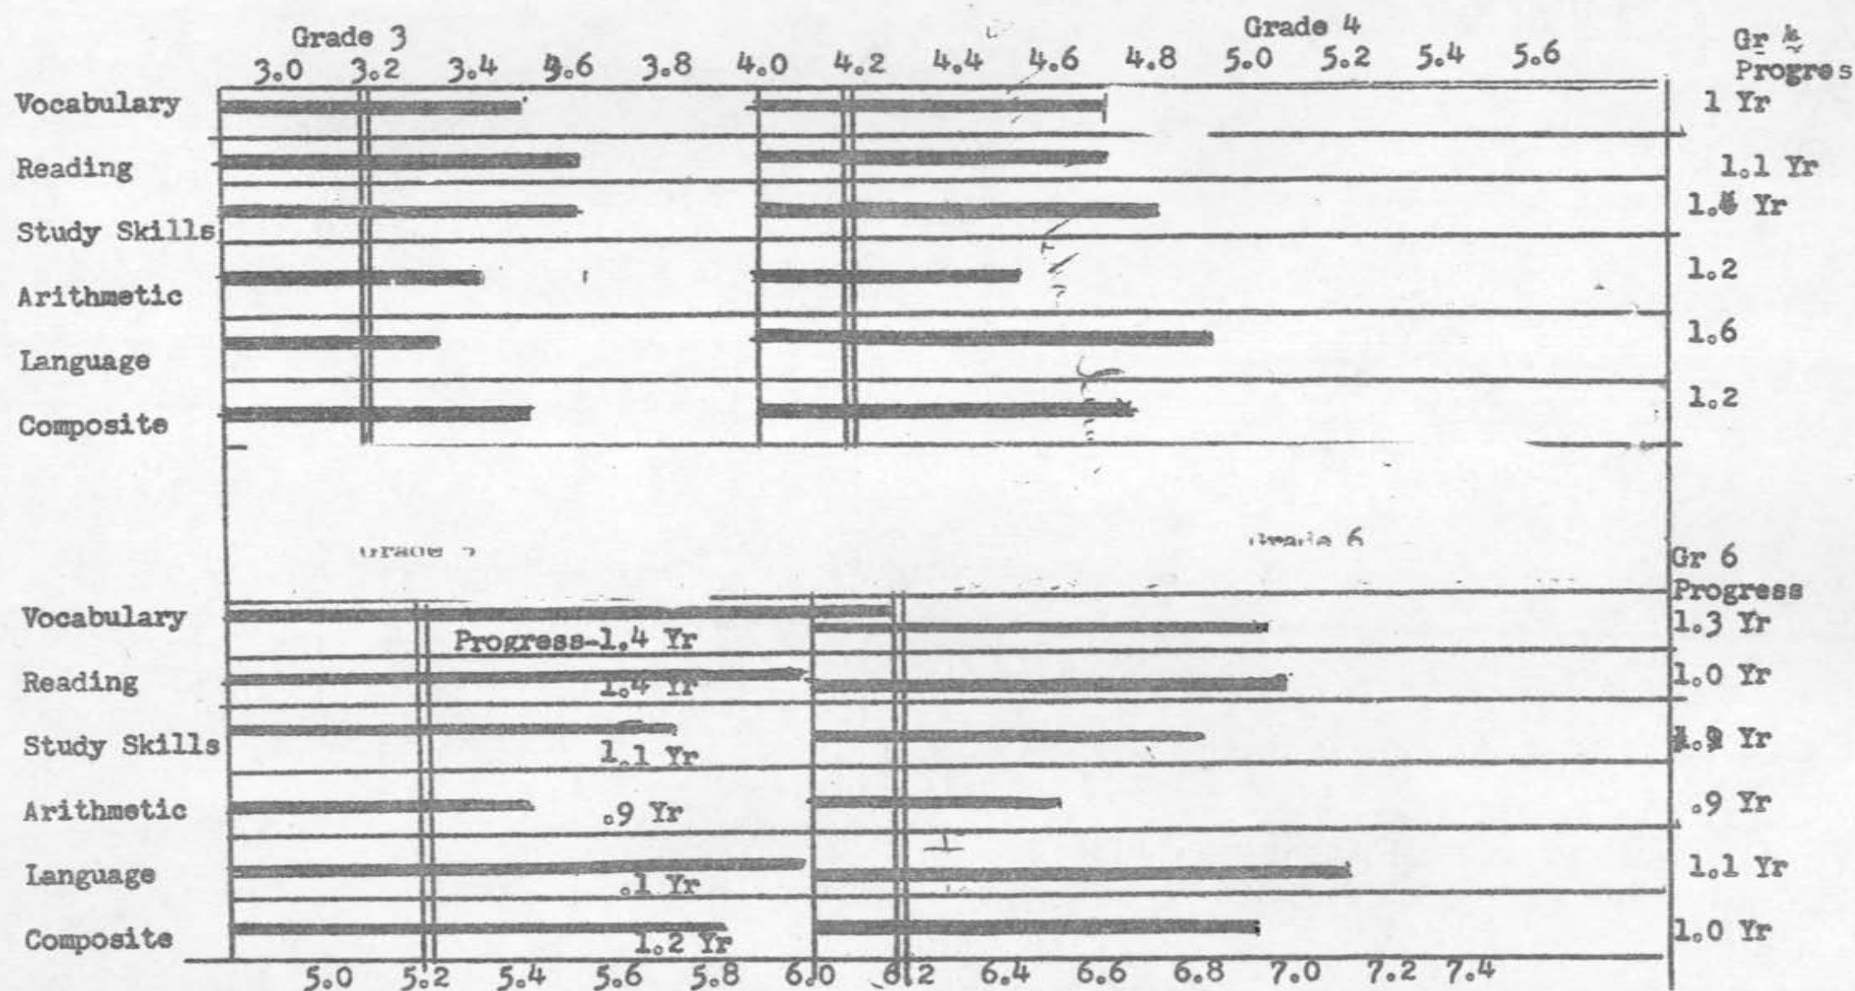 Grade 3 Grade 4 Gr 4
3.0 3.2 3.4 3.6 3.8 4.0 4.2 4.4 4.6 4.8 5.0 5.2 5.4 5.6 Progres
Vocabulary 1 Yr
Reading 1.1 Yr
Study Skills Yr
Arithmetic 1.2
Language 1.6
Composite 1.2
Grade 5 Grade 6 Gr 6
Progress
Vocabulary Progress-1.4 Yr 1.3 Yr
Reading 1.4 Yr 1.0 Yr
Study Skills 1.1 Yr Yr
Arithmetic .9 Yr .9 Yr
Language .1 Yr 1.1 Yr
Composite 1.2 Yr 1.0 Yr
5.0 5.2 5.4 5.6 5.8 6.0 6.2 6.4 6.6 6.8 7.0 7.2 7.4